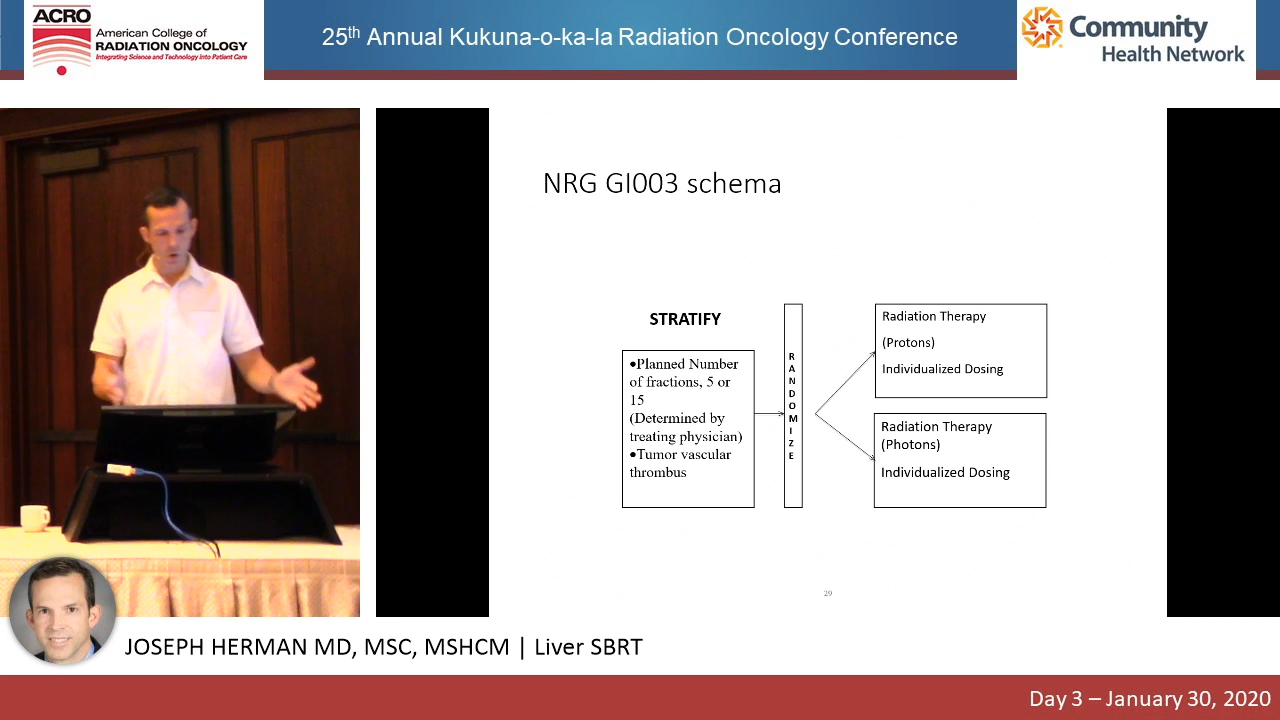 ACRO
American College of
RADIATION ONCOLOGY
Integrating Science and Technology Into Patient Care
25th Annual Kukuna-o-ka-la Radiation Oncology Conference
Community
Health Network
NRG GI003 schema
STRATIFY
•Planned Number
of fractions, 5 or
15
(Determined by
treating physician)
•Tumor vascular
thrombus
RANDOMIZE
Radiation Therapy
(Protons)
Individualized Dosing
Radiation Therapy
(Photons)
Individualized Dosing
29
JOSEPH HERMAN MD, MSC, MSHCM | Liver SBRT
Day 3 – January 30, 2020